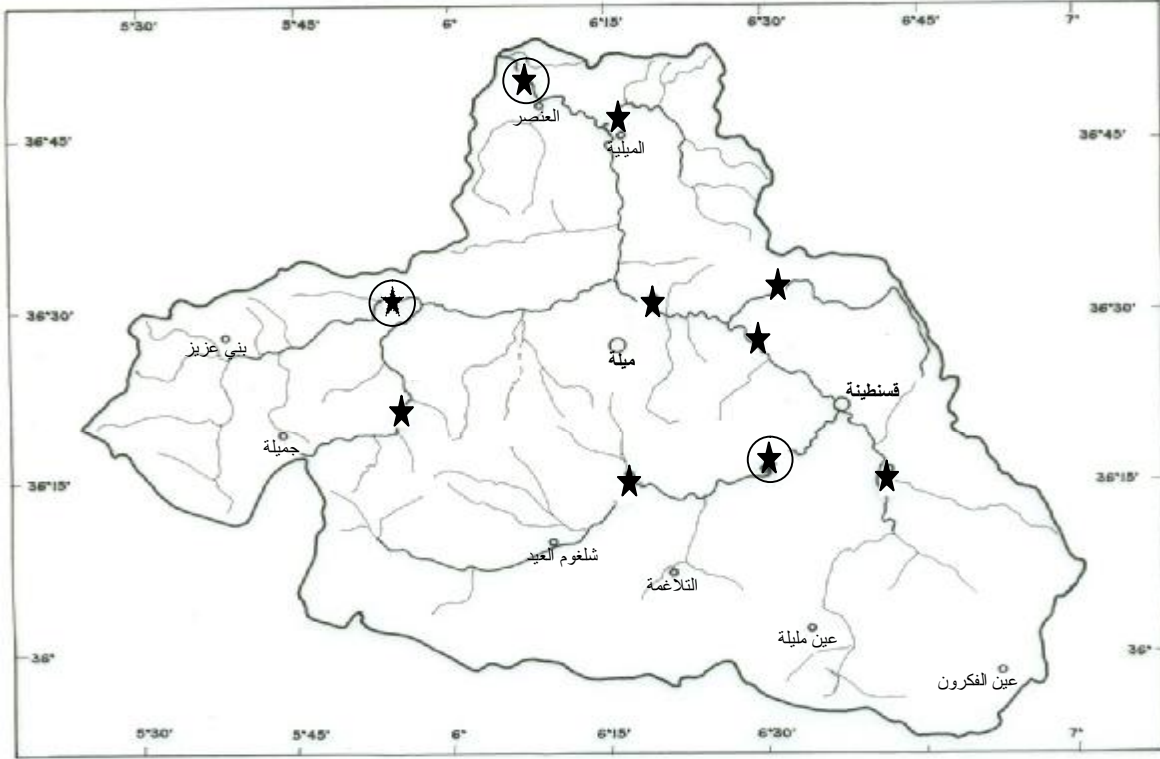 5°30' 5°45' 6° 6°15' 6°30' 6°45' 7°
العنصر
36°45' 36°45'
الميلية
36°30' 36°30'
بني عزيز
ميلة
قسنطينة
جميلة
36°15' 36°15'
شلغوم العيد
التلاغمة
عين مليلة
36° 36°
عين الفكرون
5°30' 5°45' 6° 6°15' 6°30' 6°45' 7°